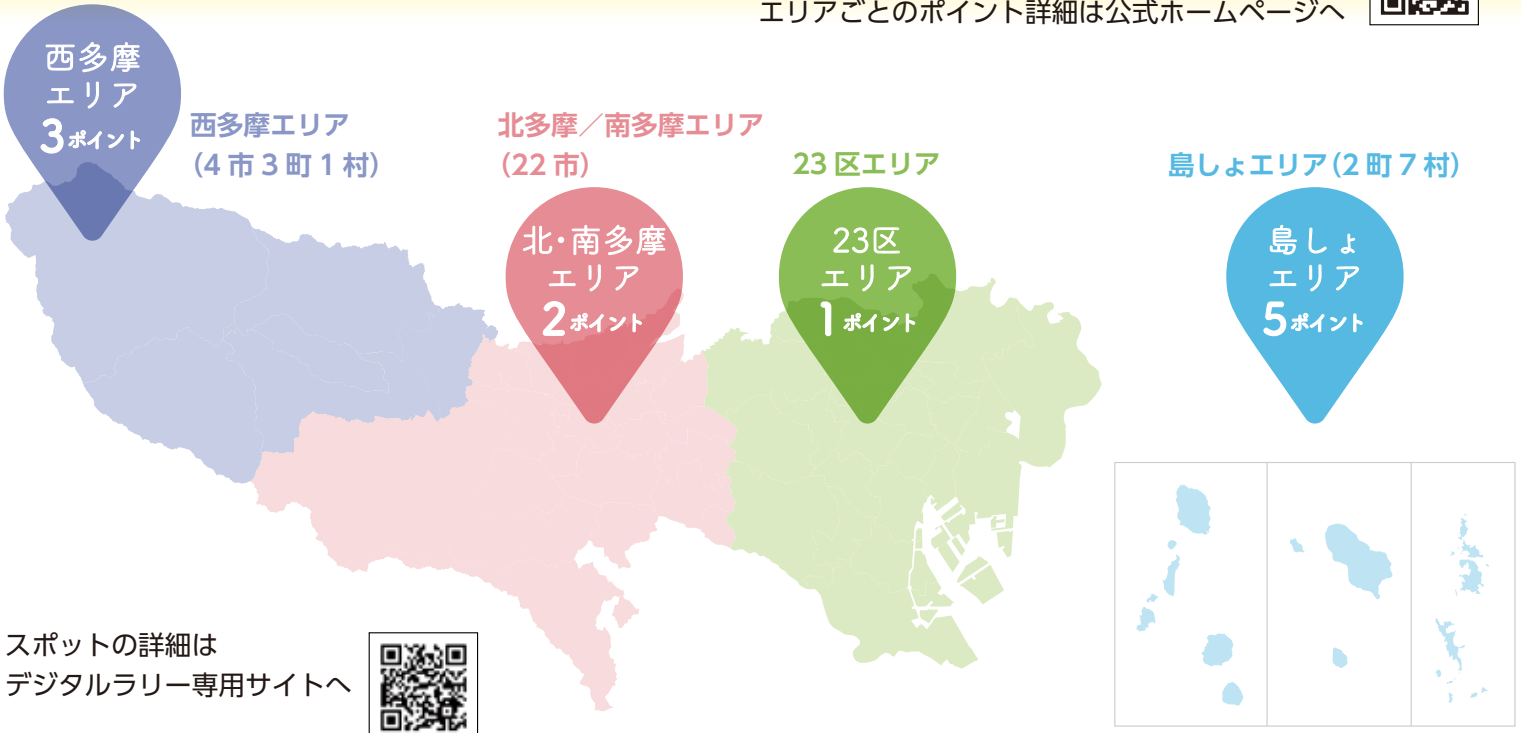 エリアごとのポイント詳細は公式ホームページへ
西多摩
エリア
3ポイント
西多摩エリア
(4市3町1村)
北多摩／南多摩エリア
(22市)
23区エリア
島しょエリア(2町7村)
北・南多摩
エリア
2ポイント
23区
エリア
1ポイント
島しょ
エリア
5ポイント
スポットの詳細は
デジタルラリー専用サイトへ